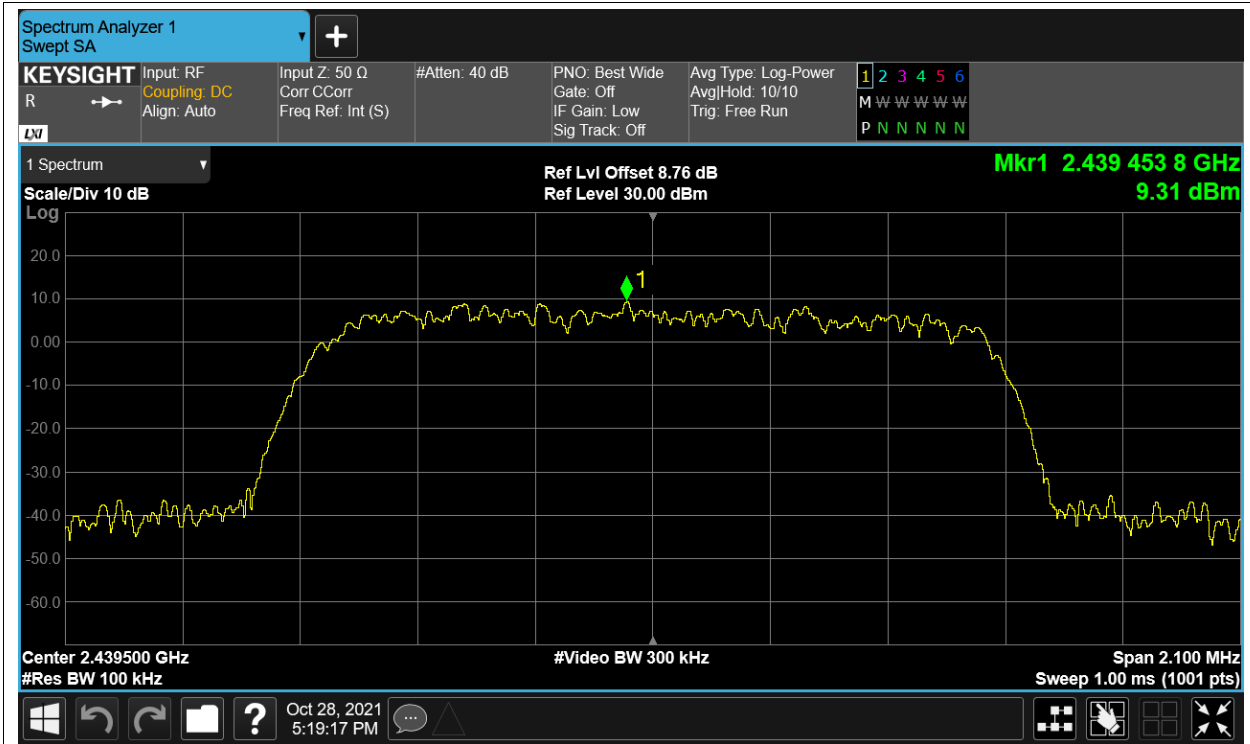 Spectrum Analyzer 1
Swept SA
+
KEYSIGHT
R
LXI
Input: RF
Coupling: DC
Align: Auto
Input Z: 50 Ω
Corr CCorr
Freq Ref: Int (S)
#Atten: 40 dB
PNO: Best Wide
Gate: Off
IF Gain: Low
Sig Track: Off
Avg Type: Log-Power
Avg|Hold: 10/10
Trig: Free Run
1 2 3 4 5 6
M W W W W W
P N N N N N
1 Spectrum
Scale/Div 10 dB
Log
Ref Lvl Offset 8.76 dB
Ref Level 30.00 dBm
Mkr1 2.439 453 8 GHz
9.31 dBm
1
20.0
10.0
0.00
-10.0
-20.0
-30.0
-40.0
-50.0
-60.0
Center 2.439500 GHz
#Video BW 300 kHz
Span 2.100 MHz
#Res BW 100 kHz
Sweep 1.00 ms (1001 pts)
?
Oct 28, 2021
5:19:17 PM